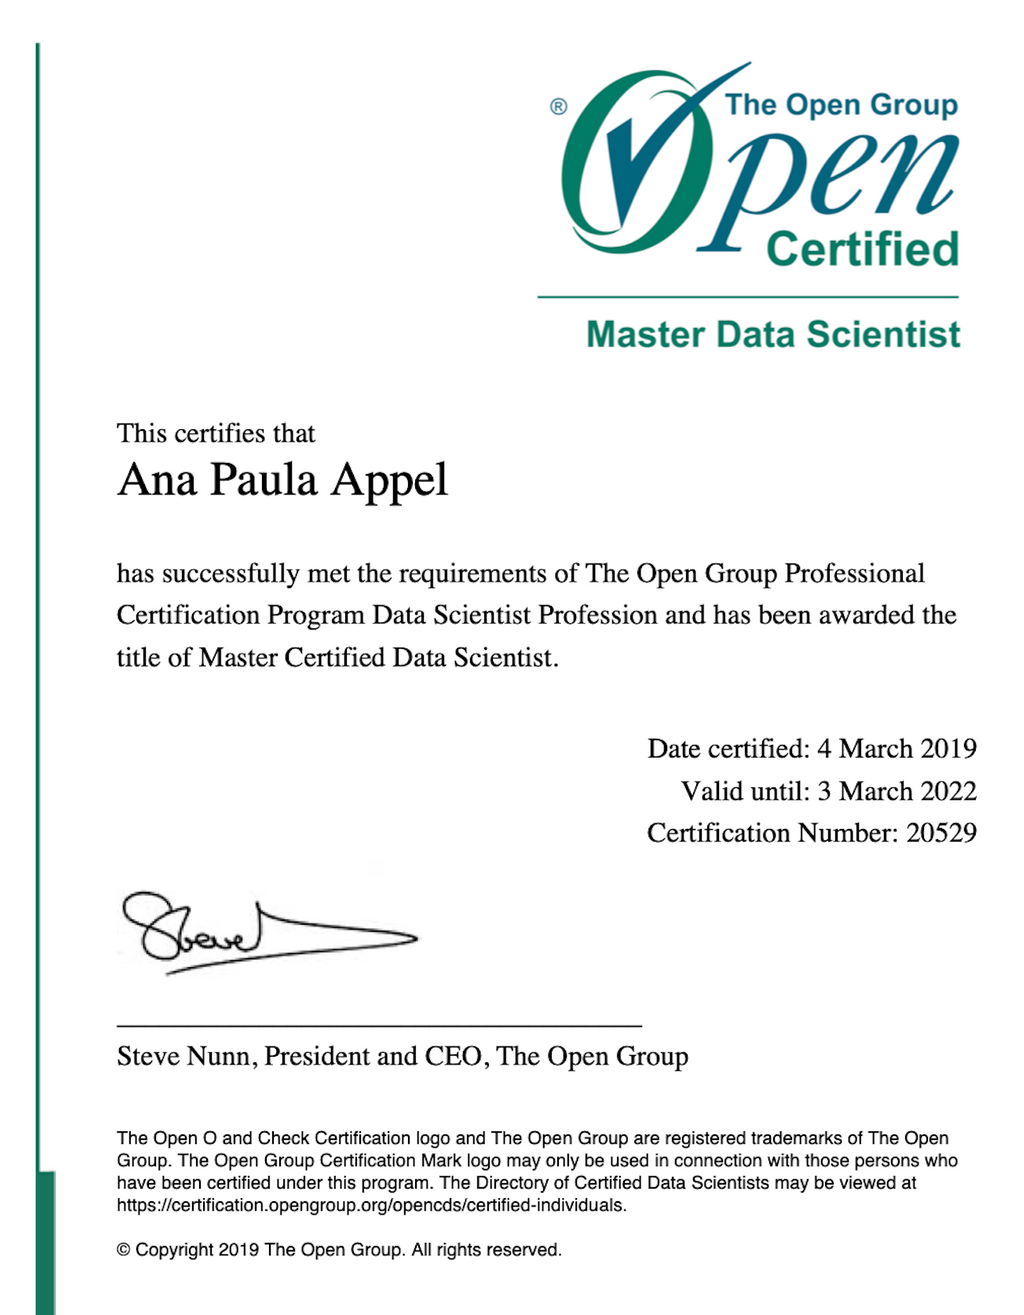 ® The Open Group
Open
Certified
Master Data Scientist
This certifies that
Ana Paula Appel
has successfully met the requirements of The Open Group Professional
Certification Program Data Scientist Profession and has been awarded the
title of Master Certified Data Scientist.
Date certified: 4 March 2019
Valid until: 3 March 2022
Certification Number: 20529
Steve
Steve Nunn, President and CEO, The Open Group
The Open O and Check Certification logo and The Open Group are registered trademarks of The Open
Group. The Open Group Certification Mark logo may only be used in connection with those persons who
have been certified under this program. The Directory of Certified Data Scientists may be viewed at
https://certification.opengroup.org/opencds/certified-individuals.
© Copyright 2019 The Open Group. All rights reserved.